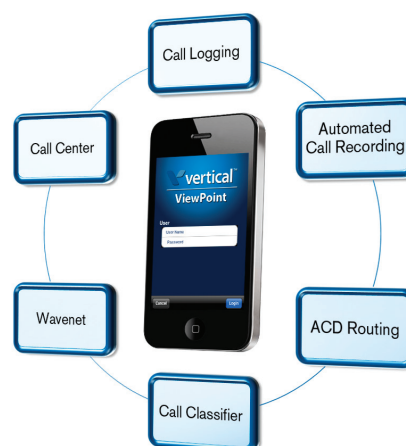 Call Logging
Automated
Call Recording
Call Center
vertical™
ViewPoint
User
User Name
Password
Cancel
Login
Wavenet
ACD Routing
Call Classifier